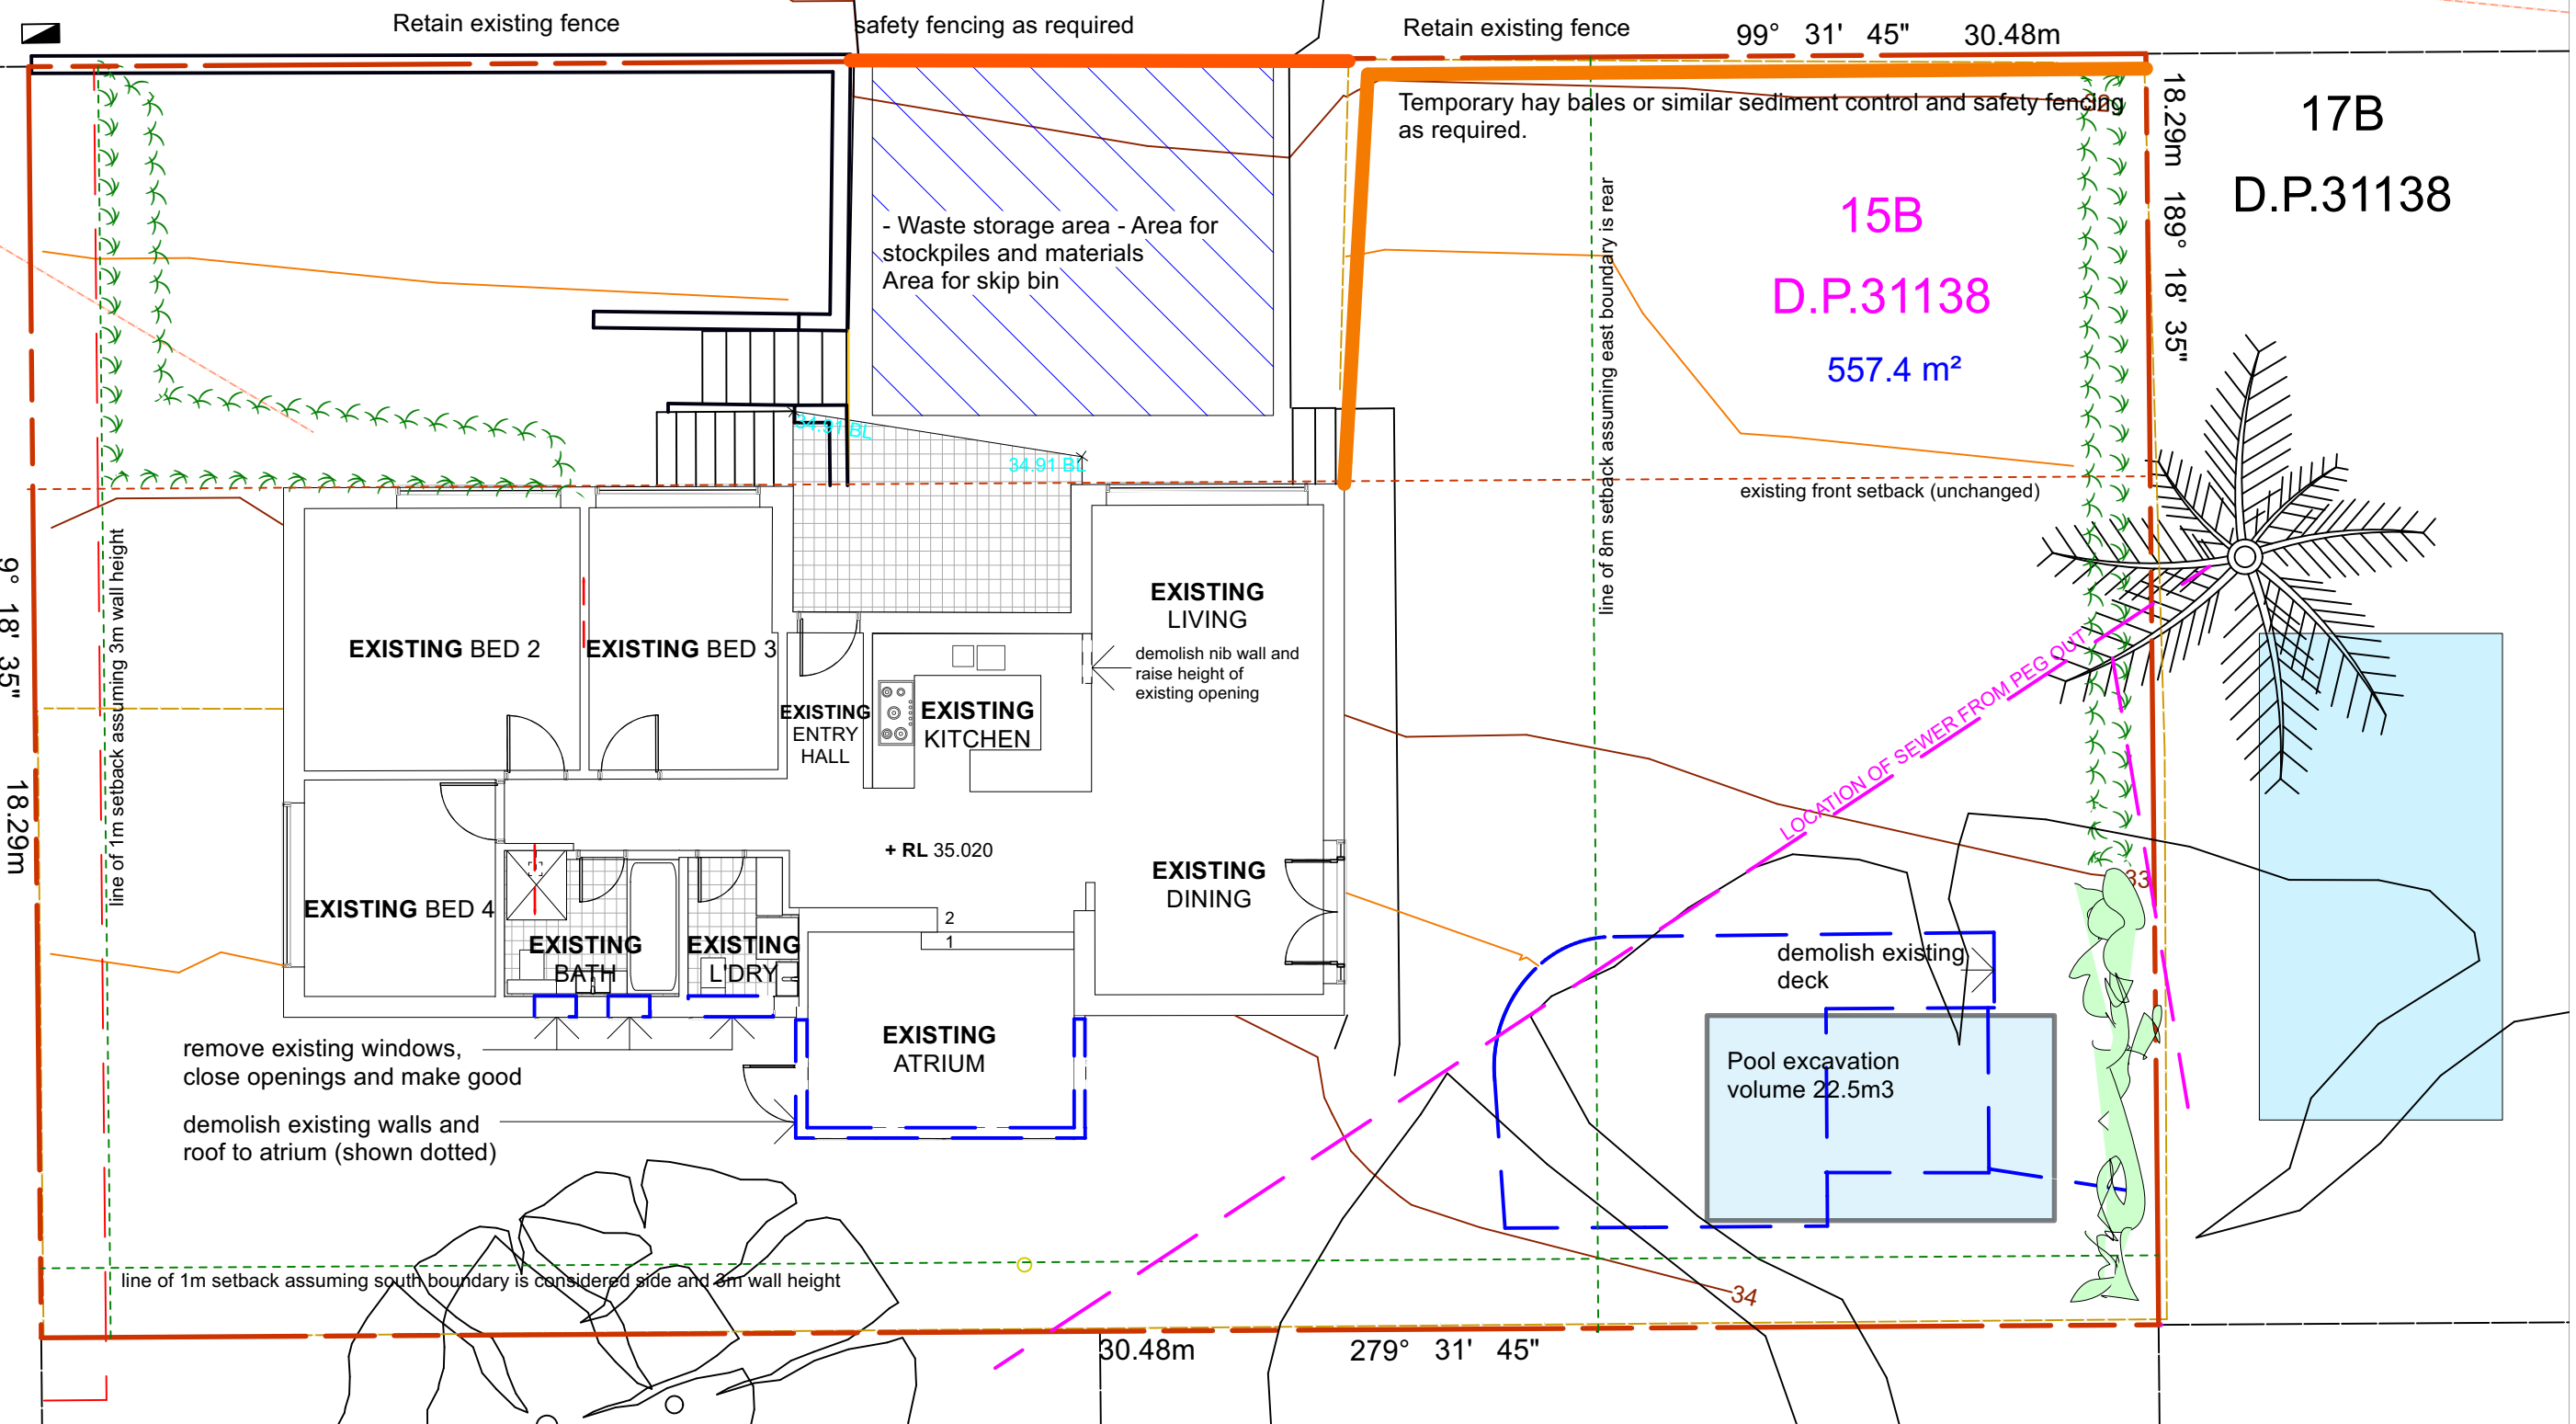 Retain existing fence
safety fencing as required
Retain existing fence
99° 31' 45" 30.48m
Temporary hay bales or similar sediment control and safety fencing
as required.
32
18.29m 189° 18' 35"
17B
D.P.31138
15B
D.P.31138
557.4 m²
- Waste storage area - Area for
stockpiles and materials
Area for skip bin
line of 8m setback assuming east boundary is rear
34.91 BL
34.91 BL
existing front setback (unchanged)
9° 18' 35" 18.29m
line of 1m setback assuming 3m wall height
EXISTING BED 2
EXISTING BED 3
EXISTING
ENTRY
HALL
EXISTING
KITCHEN
EXISTING
LIVING
demolish nib wall and
raise height of
existing opening
LOCATION OF SEWER FROM PEG OUT
+ RL 35.020
EXISTING
DINING
33
EXISTING BED 4
EXISTING
BATH
EXISTING
L'DRY
2
1
EXISTING
ATRIUM
demolish existing
deck
Pool excavation
volume 22.5m3
remove existing windows,
close openings and make good
demolish existing walls and
roof to atrium (shown dotted)
line of 1m setback assuming south boundary is considered side and 3m wall height
34
30.48m 279° 31' 45"